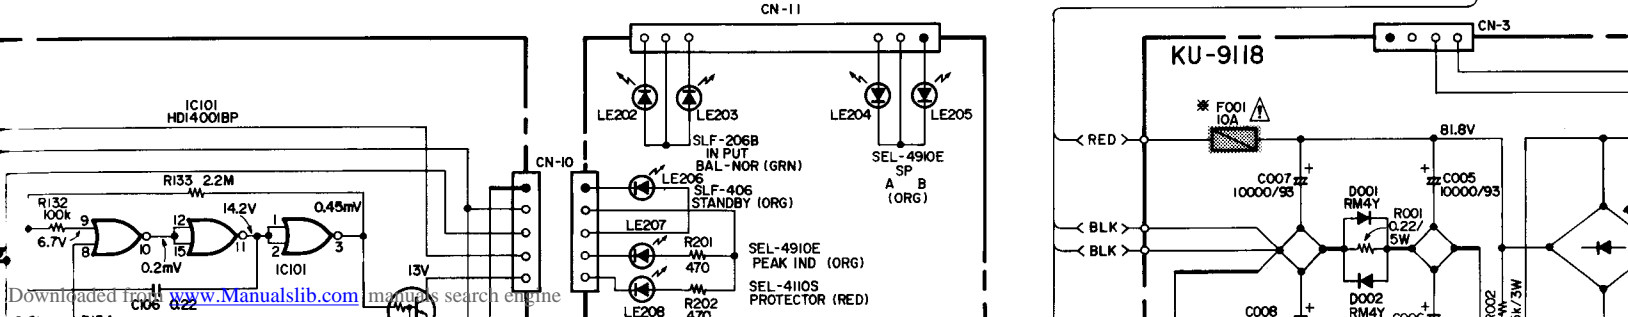 CN-11
CN-3
KU-9118
LE202
LE203
LE204
LE205
※ F001
10A
IC101
HD14001BP
SLF-206B
IN PUT
BAL-NOR (GRN)
RED
81.8V
CN-10
SEL-4910E
SP
A B
(ORG)
R133 2.2M
LE206
SLF-406
STANDBY (ORG)
C007
10000/93
D001
RM4Y
C005
10000/93
R132
100k
9
6.7V
8
10
0.2mV
12
15
11
14.2V
1
2
3
0.45mV
IC101
LE207
R201
470
SEL-4910E
PEAK IND (ORG)
BLK
BLK
R001
0.22/
5W
13V
SEL-4110S
PROTECTOR (RED)
Downloaded from www.Manualslib.com manuals search engine
C106 0.22
LE208
R202
470
C008
D002
RM4Y
R002